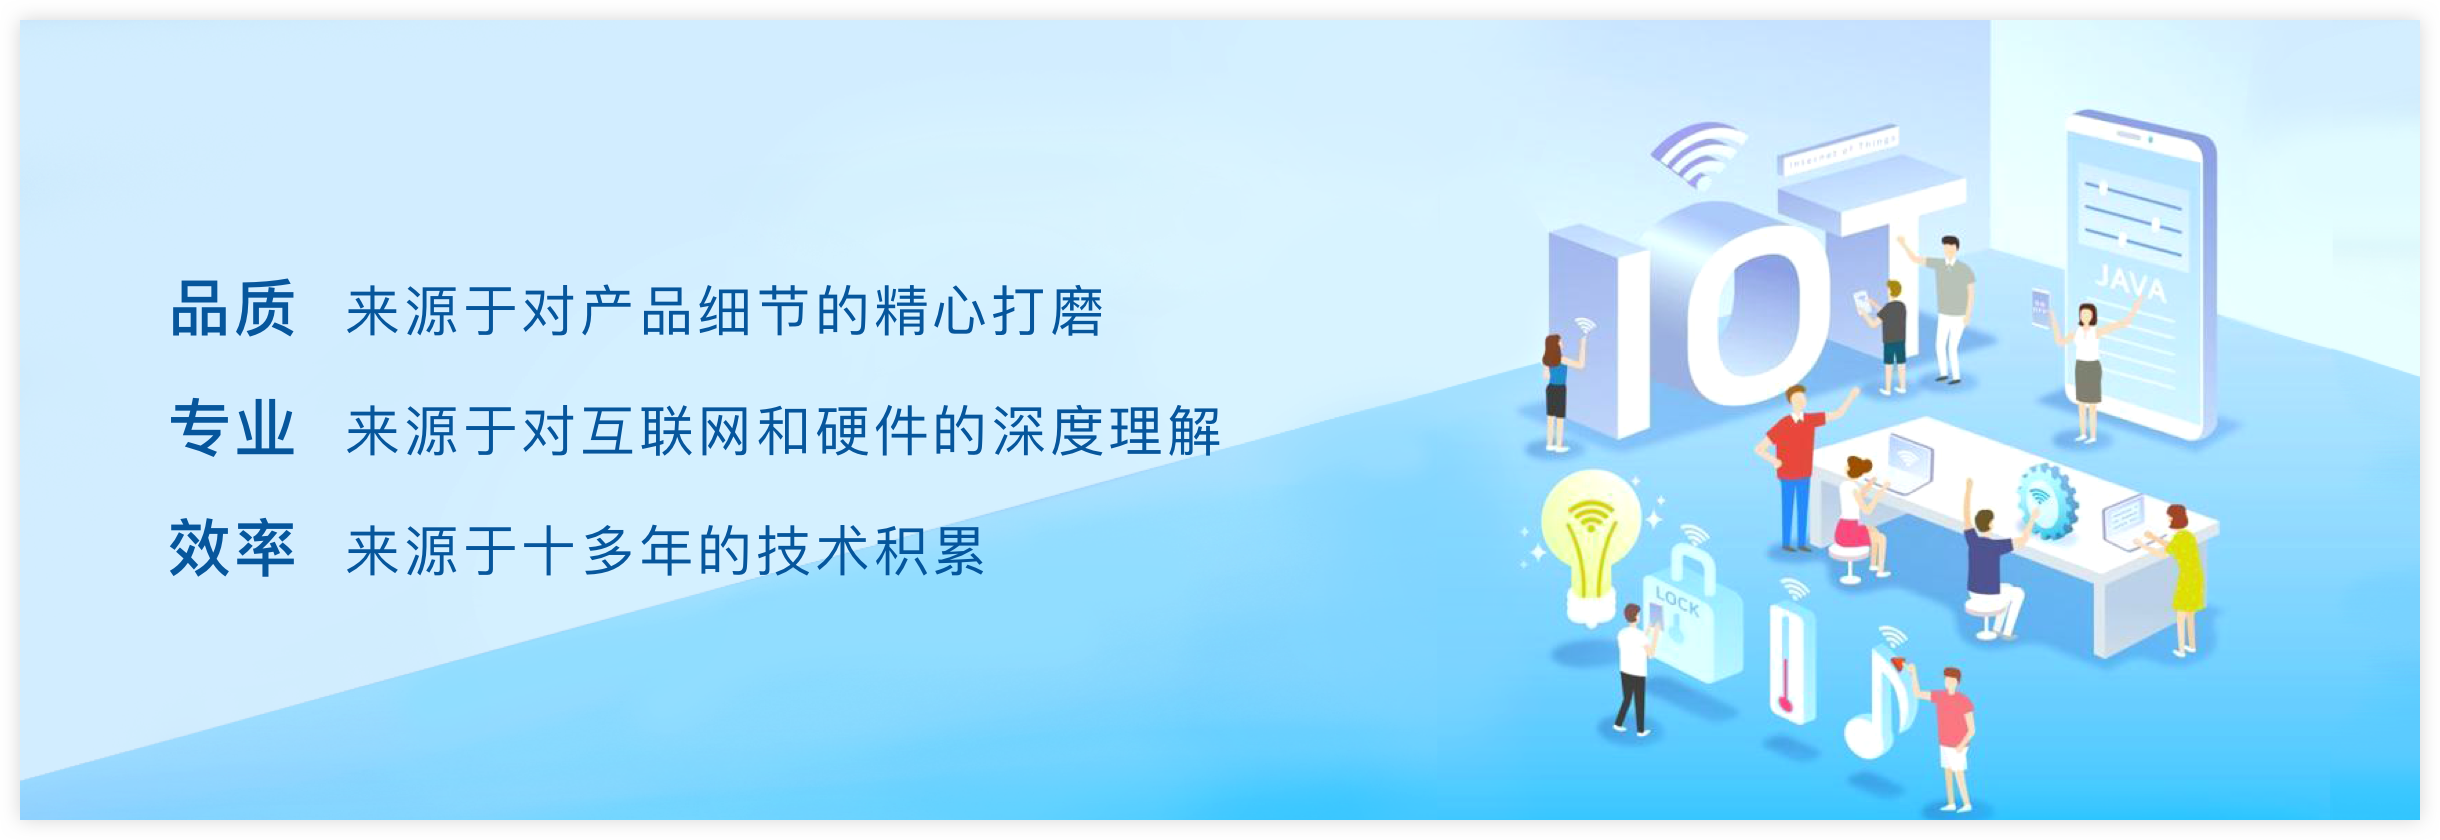 品质 来源于对产品细节的精心打磨
专业 来源于对互联网和硬件的深度理解
效率 来源于十多年的技术积累
Internet of Things
IOT
JAVA
LOCK